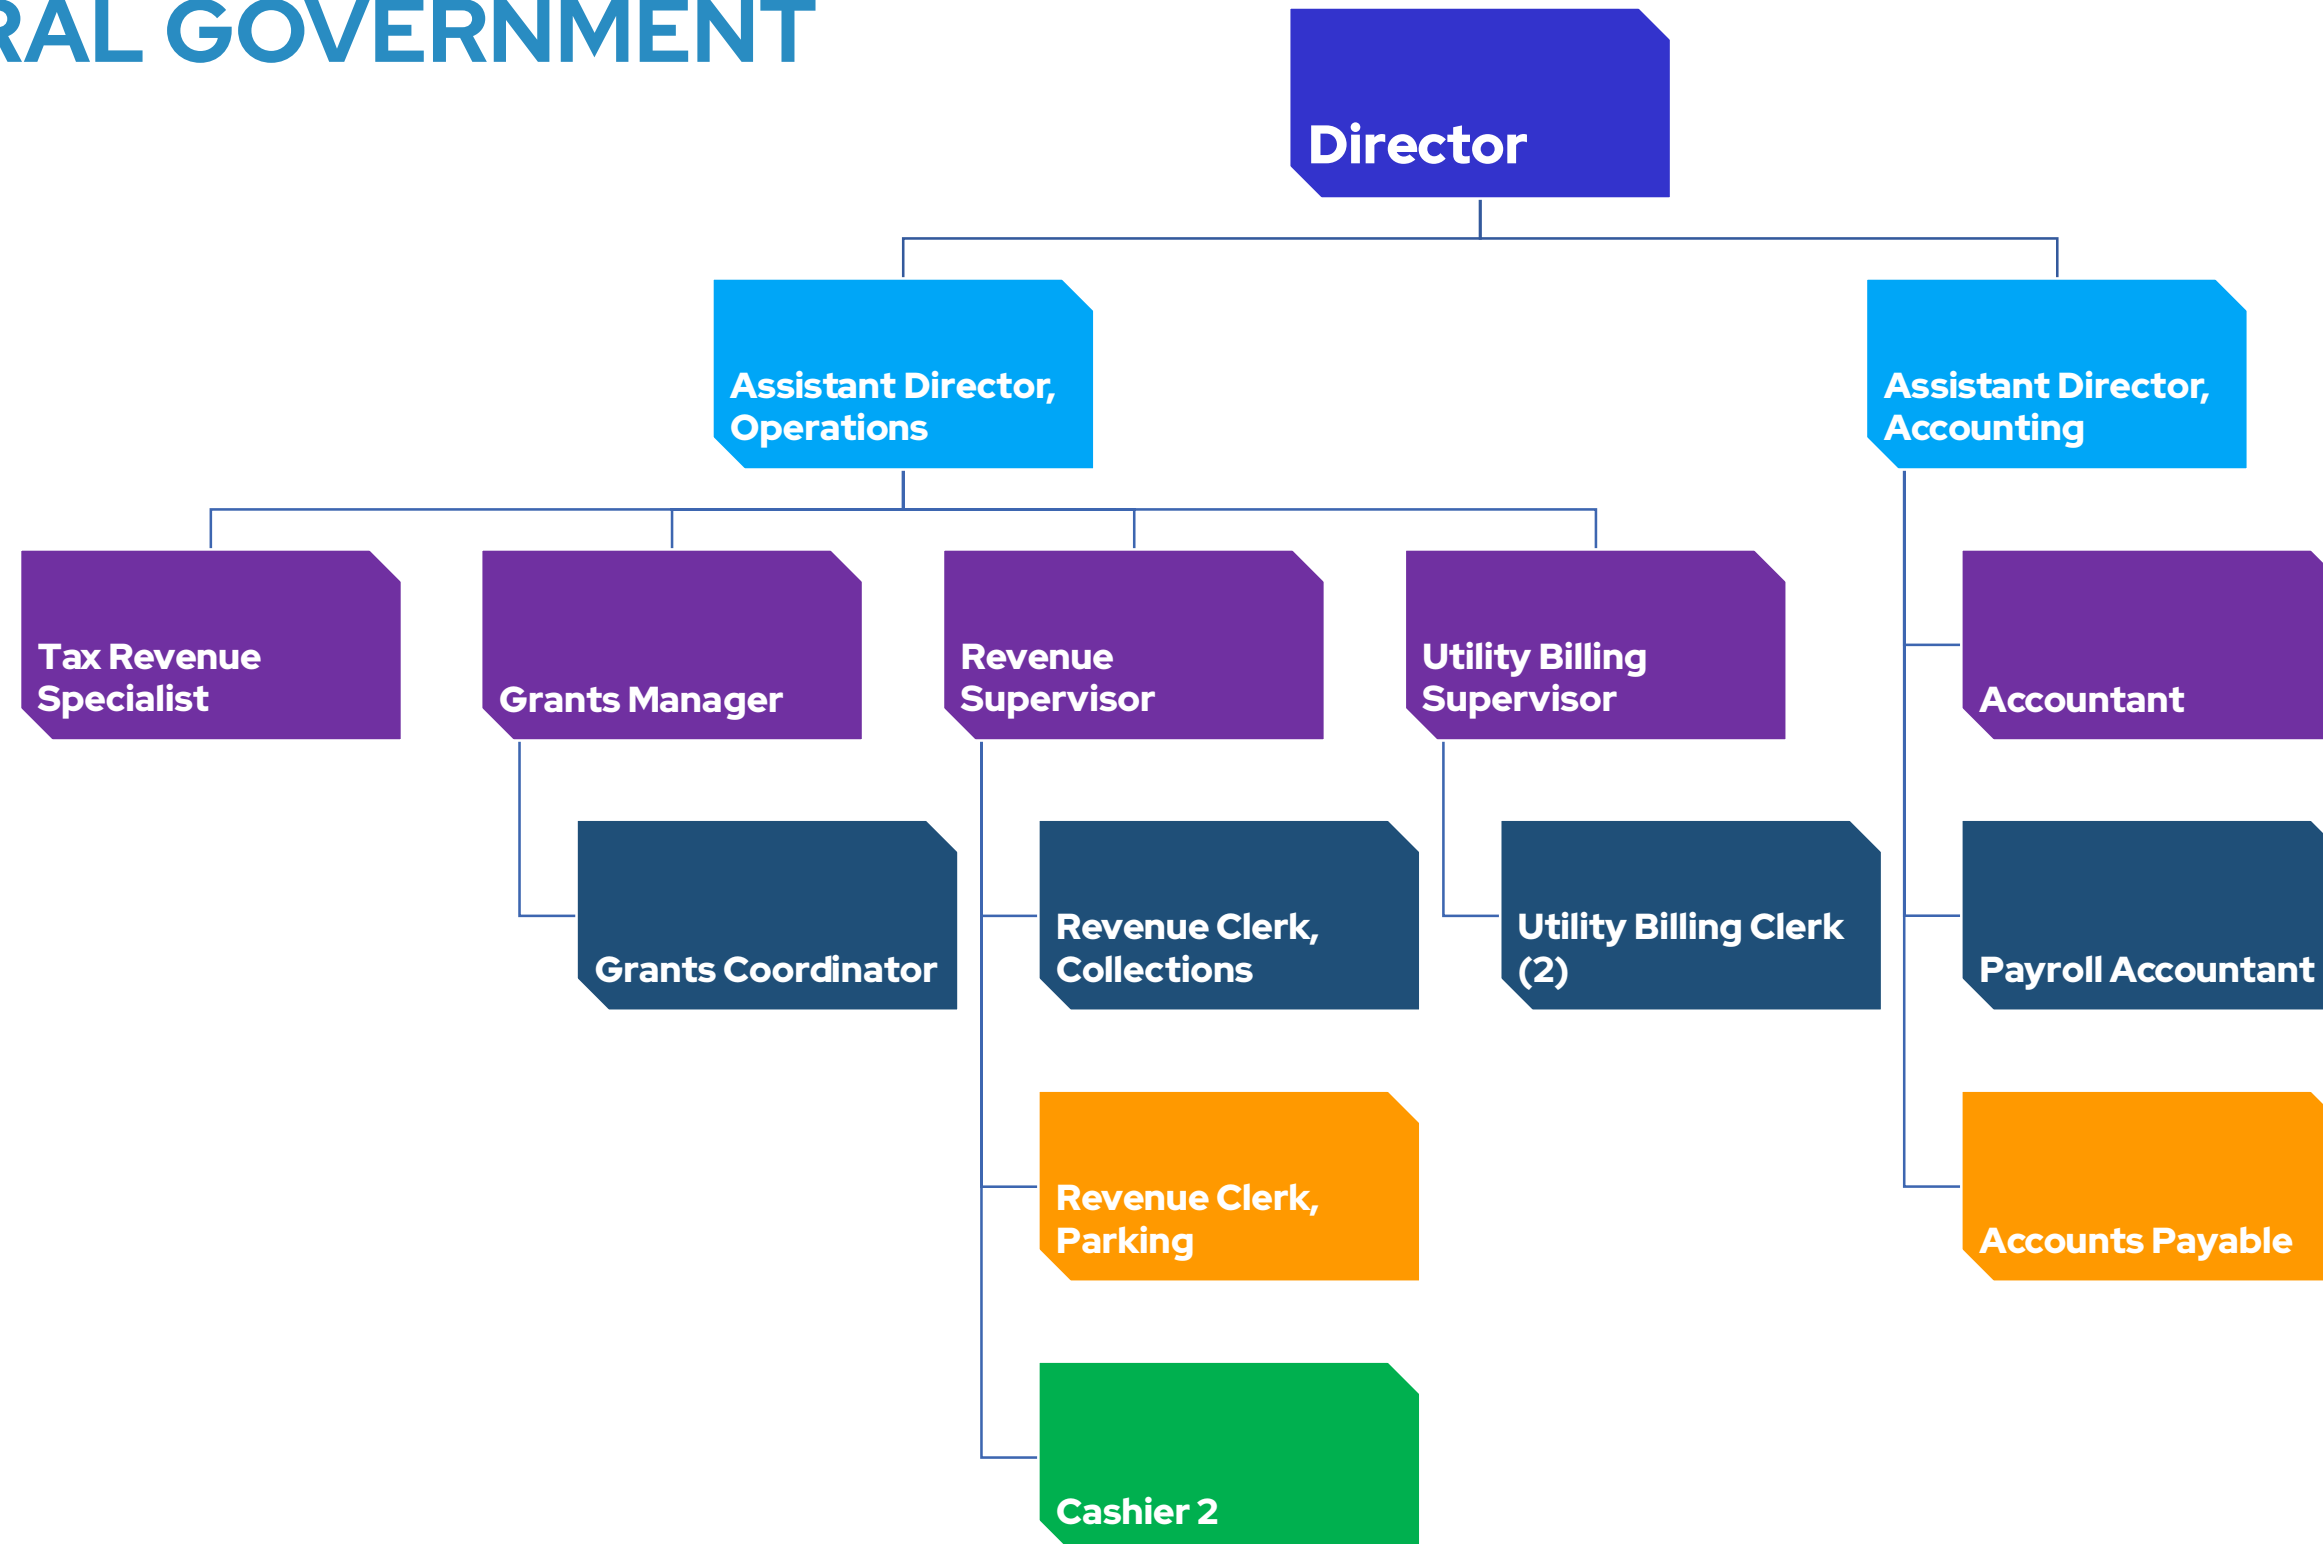 RAL GOVERNMENT
Director
Assistant Director,
Operations
Assistant Director,
Accounting
Tax Revenue
Specialist
Grants Manager
Revenue
Supervisor
Utility Billing
Supervisor
Accountant
Grants Coordinator
Revenue Clerk,
Collections
Utility Billing Clerk
(2)
Payroll Accountant
Revenue Clerk,
Parking
Accounts Payable
Cashier 2